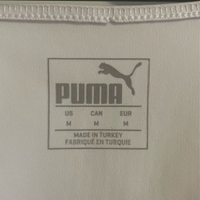 PUMA
US CAN EUR
M M M
MADE IN TURKEY
FABRIQUÉ EN TURQUIE